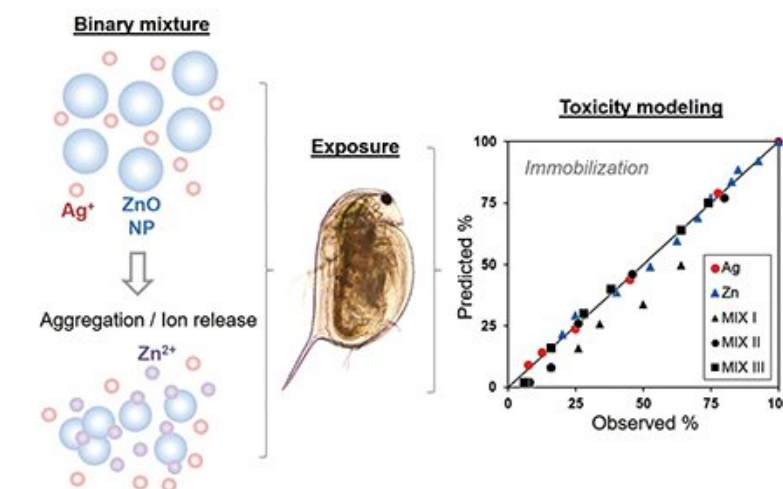 Binary mixture
Ag⁺
ZnO
NP
Aggregation / Ion release
Zn²⁺
Exposure
Toxicity modeling
Immobilization
Predicted %
100
75
50
25
0
0
25
50
75
10
Observed %
Ag
Zn
MIX I
MIX II
MIX III